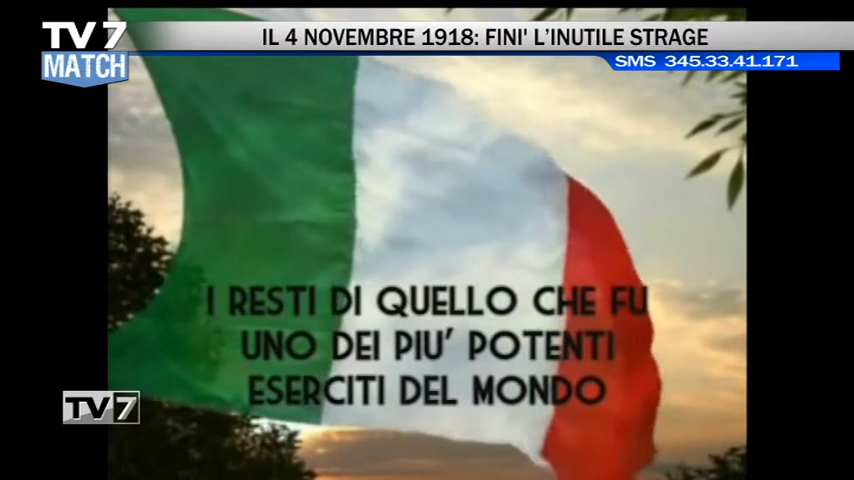 TV7
MATCH
IL 4 NOVEMBRE 1918: FINI' L'INUTILE STRAGE
SMS 345.33.41.171
I RESTI DI QUELLO CHE FU
UNO DEI PIU' POTENTI
ESERCITI DEL MONDO
TV7